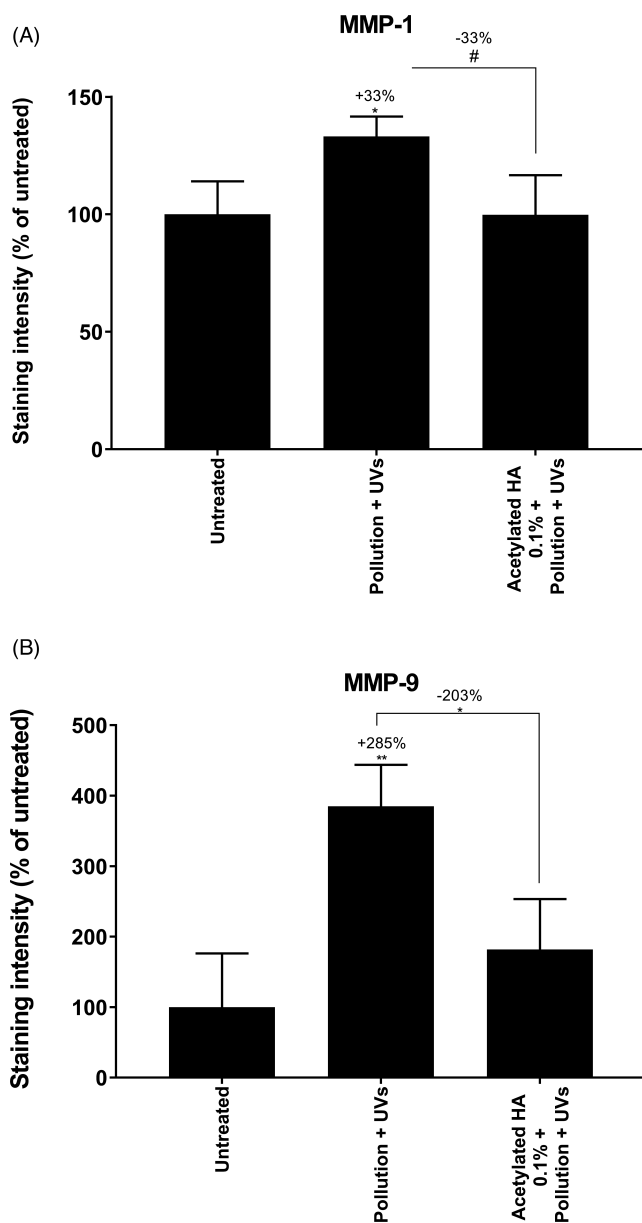 (A)
MMP-1
-33%
#
+33%
*
150
100
50
0
Staining intensity (% of untreated)
Untreated
Pollution + UVs
Acetylated HA
0.1% +
Pollution + UVs
(B)
MMP-9
-203%
*
+285%
**
500
400
300
200
100
0
Staining intensity (% of untreated)
Untreated
Pollution + UVs
Acetylated HA
0.1% +
Pollution + UVs